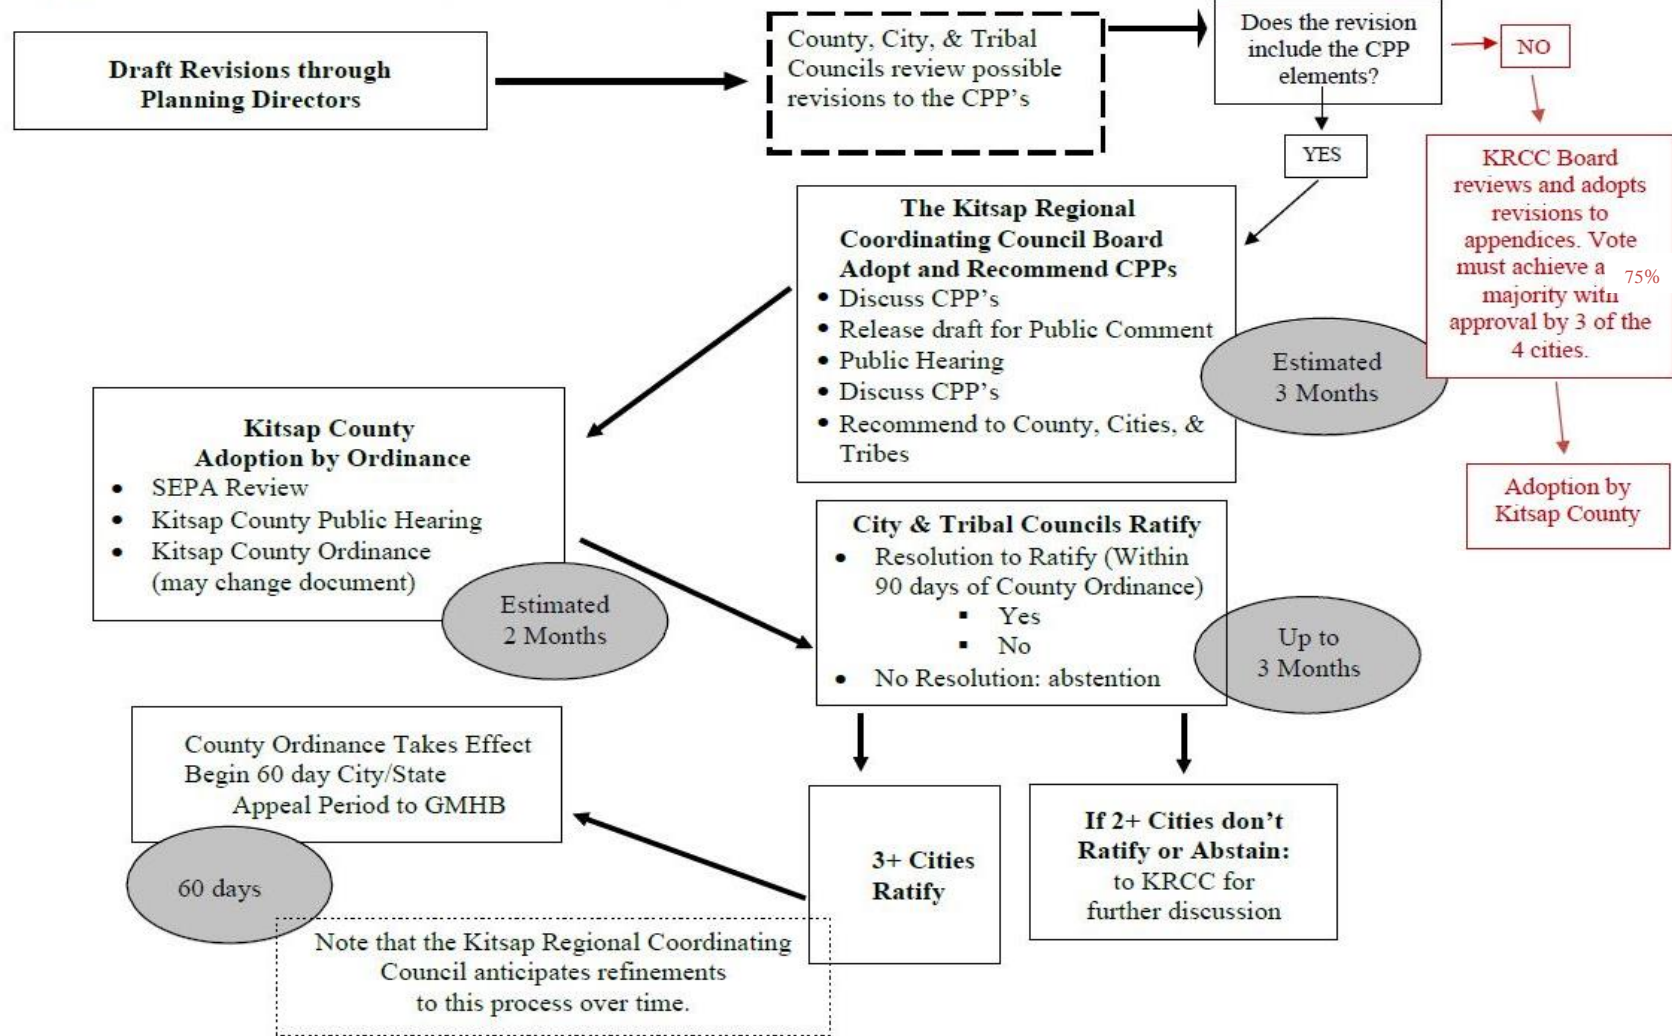 Draft Revisions through
Planning Directors
County, City, & Tribal
Councils review possible
revisions to the CPP’s
Does the revision
include the CPP
elements?
NO
YES
KRCC Board
reviews and adopts
revisions to
appendices. Vote
must achieve a 75%
majority with
approval by 3 of the
4 cities.
Adoption by
Kitsap County
The Kitsap Regional
Coordinating Council Board
Adopt and Recommend CPPs
• Discuss CPP’s
• Release draft for Public Comment
• Public Hearing
• Discuss CPP’s
• Recommend to County, Cities, &
Tribes
Estimated
3 Months
Kitsap County
Adoption by Ordinance
• SEPA Review
• Kitsap County Public Hearing
• Kitsap County Ordinance
(may change document)
Estimated
2 Months
City & Tribal Councils Ratify
• Resolution to Ratify (Within
90 days of County Ordinance)
▪ Yes
▪ No
• No Resolution: abstention
Up to
3 Months
County Ordinance Takes Effect
Begin 60 day City/State
Appeal Period to GMHB
60 days
3+ Cities
Ratify
If 2+ Cities don’t
Ratify or Abstain:
to KRCC for
further discussion
Note that the Kitsap Regional Coordinating
Council anticipates refinements
to this process over time.